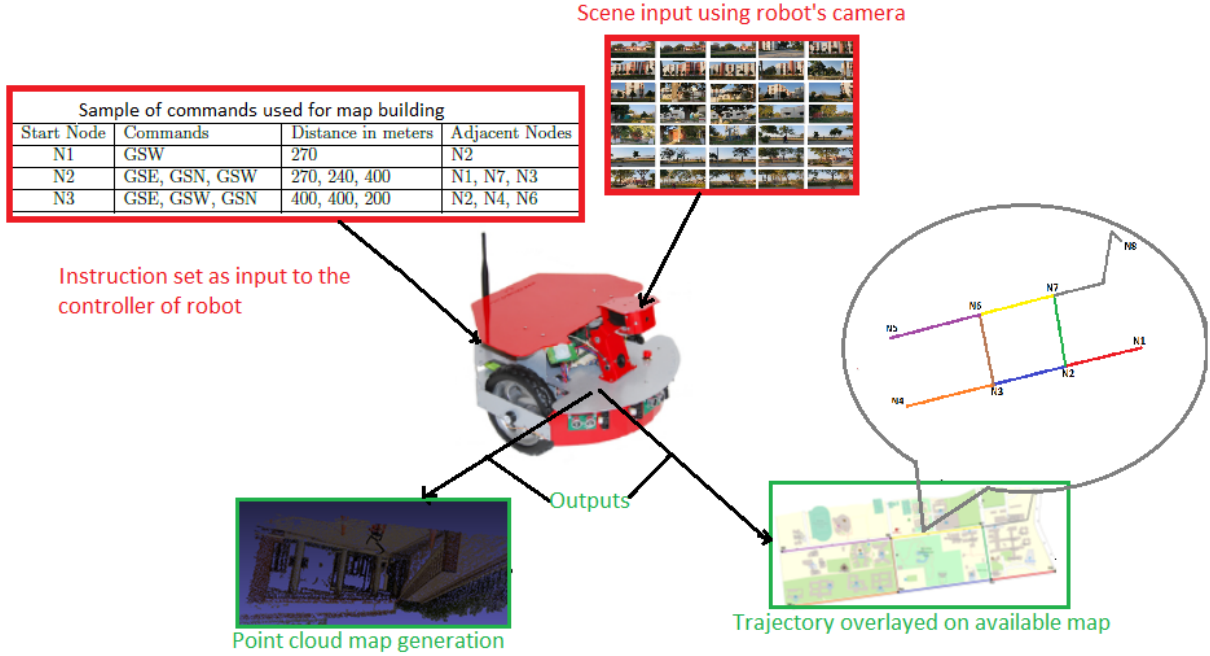 Scene input using robot's camera
Sample of commands used for map building
Start Node Commands Distance in meters Adjacent Nodes
N1 GSW 270 N2
N2 GSE, GSN, GSW 270, 240, 400 N1, N7, N3
N3 GSE, GSW, GSN 400, 400, 200 N2, N4, N6
Instruction set as input to the
controller of robot
N8
N7
N6
N5
N1
N2
N3
N4
Outputs
Point cloud map generation
Trajectory overlayed on available map